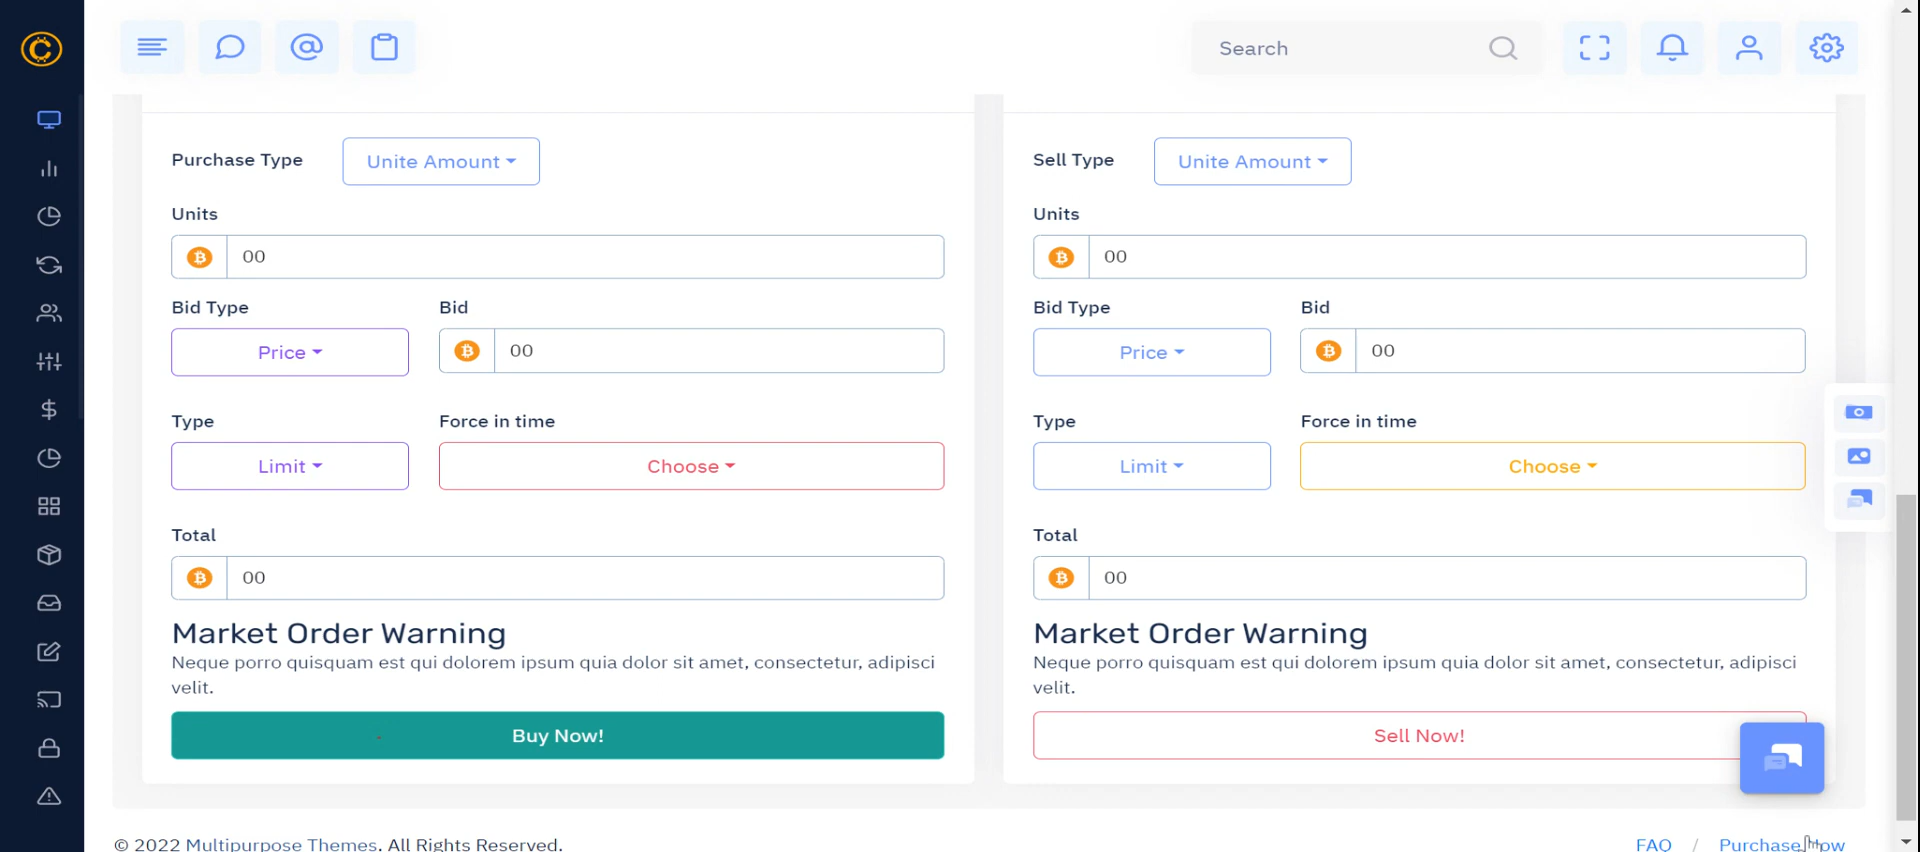 Search
Purchase Type
Unite Amount
Units
00
Bid Type
Bid
Price
00
Type
Force in time
Limit
Choose
Total
00
Market Order Warning
Neque porro quisquam est qui dolorem ipsum quia dolor sit amet, consectetur, adipisci
velit.
Buy Now!
Sell Type
Unite Amount
Units
00
Bid Type
Bid
Price
00
Type
Force in time
Limit
Choose
Total
00
Market Order Warning
Neque porro quisquam est qui dolorem ipsum quia dolor sit amet, consectetur, adipisci
velit.
Sell Now!
© 2022 Multipurpose Themes. All Rights Reserved.
FAQ / Purchase Now